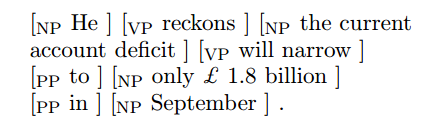 [NP He ] [VP reckons ] [NP the current
account deficit ] [VP will narrow ]
[PP to ] [NP only £ 1.8 billion ]
[PP in ] [NP September ] .